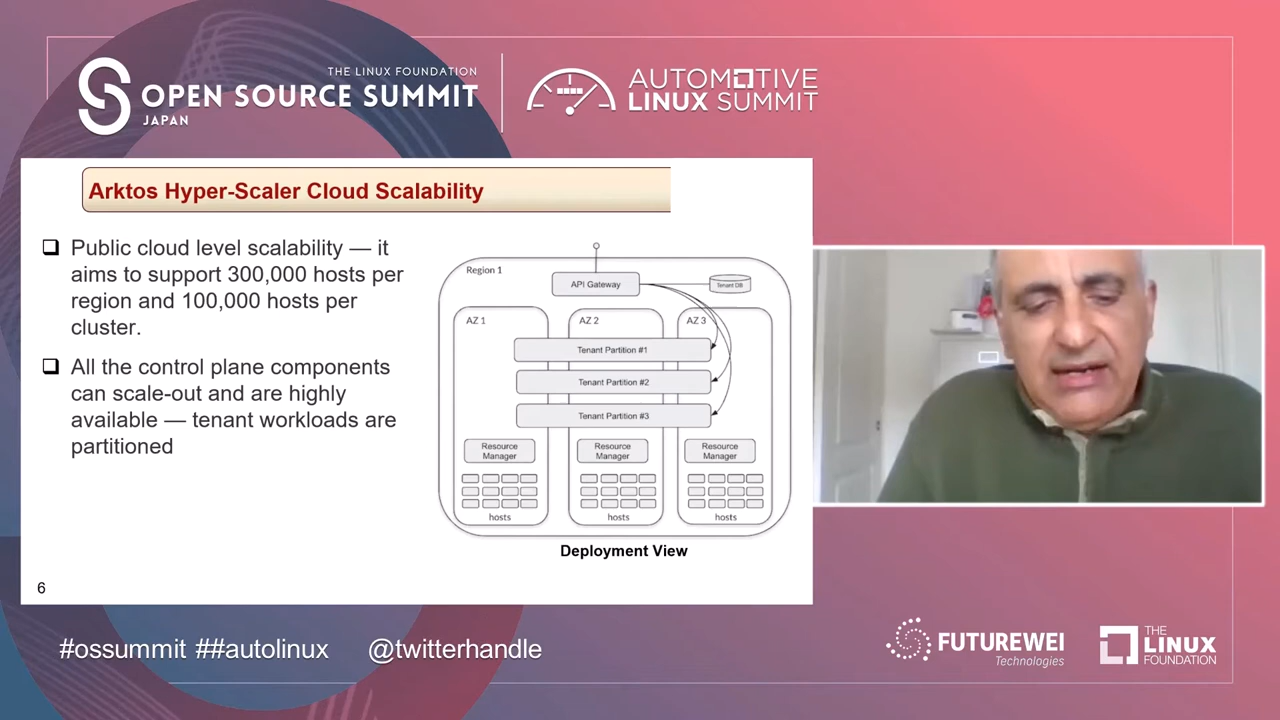 THE LINUX FOUNDATION
OPEN SOURCE SUMMIT
JAPAN
AUTOMOTIVE
LINUX SUMMIT
Arktos Hyper-Scaler Cloud Scalability
Public cloud level scalability — it
aims to support 300,000 hosts per
region and 100,000 hosts per
cluster.
All the control plane components
can scale-out and are highly
available — tenant workloads are
partitioned
Region 1
API Gateway
Tenant DB
AZ 1
AZ 2
AZ 3
Tenant Partition #1
Tenant Partition #2
Tenant Partition #3
Resource
Manager
Resource
Manager
Resource
Manager
hosts
hosts
hosts
Deployment View
6
#ossummit ##autolinux @twitterhandle
FUTUREWEI
Technologies
THE
LINUX
FOUNDATION